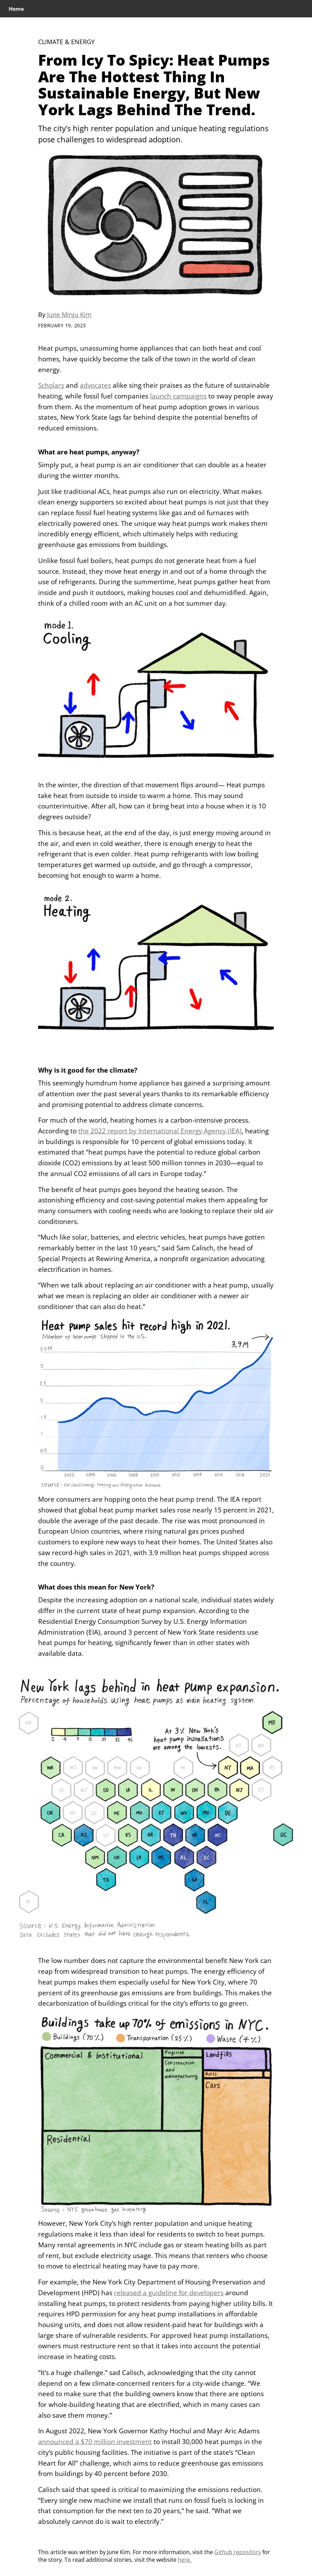 Home
CLIMATE & ENERGY
From Icy To Spicy: Heat Pumps
Are The Hottest Thing In
Sustainable Energy, But New
York Lags Behind The Trend.
The city's high renter population and unique heating regulations
pose challenges to widespread adoption.
By June Minju Kim
FEBRUARY 19, 2023
Heat pumps, unassuming home appliances that can both heat and cool
homes, have quickly become the talk of the town in the world of clean
energy.
Scholars and advocates alike sing their praises as the future of sustainable
heating, while fossil fuel companies launch campaigns to sway people away
from them. As the momentum of heat pump adoption grows in various
states, New York State lags far behind despite the potential benefits of
reduced emissions.
What are heat pumps, anyway?
Simply put, a heat pump is an air conditioner that can double as a heater
during the winter months.
Just like traditional ACs, heat pumps also run on electricity. What makes
clean energy supporters so excited about heat pumps is not just that they
can replace fossil fuel heating systems like gas and oil furnaces with
electrically powered ones. The unique way heat pumps work makes them
incredibly energy efficient, which ultimately helps with reducing
greenhouse gas emissions from buildings.
Unlike fossil fuel boilers, heat pumps do not generate heat from a fuel
source. Instead, they move heat energy in and out of a home through the
use of refrigerants. During the summertime, heat pumps gather heat from
inside and push it outdoors, making houses cool and dehumidified. Again,
think of a chilled room with an AC unit on a hot summer day.
mode 1.
Cooling
In the winter, the direction of that movement flips around— Heat pumps
take heat from outside to inside to warm a home. This may sound
counterintuitive. After all, how can it bring heat into a house when it is 10
degrees outside?
This is because heat, at the end of the day, is just energy moving around in
the air, and even in cold weather, there is enough energy to heat the
refrigerant that is even colder. Heat pump refrigerants with low boiling
temperatures get warmed up outside, and go through a compressor,
becoming hot enough to warm a home.
mode 2.
Heating
Why is it good for the climate?
This seemingly humdrum home appliance has gained a surprising amount
of attention over the past several years thanks to its remarkable efficiency
and promising potential to address climate concerns.
For much of the world, heating homes is a carbon-intensive process.
According to the 2022 report by International Energy Agency (IEA), heating
in buildings is responsible for 10 percent of global emissions today. It
estimated that "heat pumps have the potential to reduce global carbon
dioxide (CO2) emissions by at least 500 million tonnes in 2030—equal to
the annual CO2 emissions of all cars in Europe today."
The benefit of heat pumps goes beyond the heating season. The
astonishing efficiency and cost-saving potential makes them appealing for
many consumers with cooling needs who are looking to replace their old air
conditioners.
"Much like solar, batteries, and electric vehicles, heat pumps have gotten
remarkably better in the last 10 years," said Sam Calisch, the head of
Special Projects at Rewiring America, a nonprofit organization advocating
electrification in homes.
"When we talk about replacing an air conditioner with a heat pump, usually
what we mean is replacing an older air conditioner with a newer air
conditioner that can also do heat."
Heat pump sales hit record high in 2021.
Number of heat pumps shipped in the U.S.
3.9M
3.5M
3
2.5
2
1.5
1
0.5
0
2021
Source: Air conditioning, Heating and Refrigeration Institute
More consumers are hopping onto the heat pump trend. The IEA report
showed that global heat pump market sales rose nearly 15 percent in 2021,
double the average of the past decade. The rise was most pronounced in
European Union countries, where rising natural gas prices pushed
customers to explore new ways to heat their homes. The United States also
saw record-high sales in 2021, with 3.9 million heat pumps shipped across
the country.
What does this mean for New York?
Despite the increasing adoption on a national scale, individual states widely
differ in the current state of heat pump expansion. According to the
Residential Energy Consumption Survey by U.S. Energy Information
Administration (EIA), around 3 percent of New York State residents use
heat pumps for heating, significantly fewer than in other states with
available data.
New York lags behind in heat pump expansion.
Percentage of households using heat pumps as main heating system.
AK ME
At 3% New York's
heat pump installations
are among the lowest.
VT NH
WA MT ND MN WI MI NY MA RI
ID WY SD IA IL IN OH PA NJ CT
OR NV CO NE MO KY WV MD DE
CA AZ UT KS AR TN VA NC DC
NM OK LA MS AL SC
TX GA
HI FL
Source: U.S. Energy Information Administration
Data excludes states that did not have enough respondents.
The low number does not capture the environmental benefit New York can
reap from widespread transition to heat pumps. The energy efficiency of
heat pumps makes them especially useful for New York City, where 70
percent of its greenhouse gas emissions are from buildings. This makes the
decarbonization of buildings critical for the city's efforts to go green.
Buildings take up 70% of emissions in NYC.
Buildings (70%) Transportation (25%) Waste (4%)
Commercial & Institutional
Fugitive
Construction
and
manufacturing
Landfills
Cars
Residential
Source: NYC greenhouse gas inventory
However, New York City's high renter population and unique heating
regulations make it less than ideal for residents to switch to heat pumps.
Many rental agreements in NYC include gas or steam heating bills as part
of rent, but exclude electricity usage. This means that renters who choose
to move to electrical heating may have to pay more.
For example, the New York City Department of Housing Preservation and
Development (HPD) has released a guideline for developers around
installing heat pumps, to protect residents from paying higher utility bills. It
requires HPD permission for any heat pump installations in affordable
housing units, and does not allow resident-paid heat for buildings with a
large share of vulnerable residents. For approved heat pump installations,
owners must restructure rent so that it takes into account the potential
increase in heating costs.
"It's a huge challenge." sad Calisch, acknowledging that the city cannot
depend on a few climate-concerned renters for a city-wide change. "We
need to make sure that the building owners know that there are options
for whole-building heating that are electrified, which in many cases can
also save them money."
In August 2022, New York Governor Kathy Hochul and Mayr Aric Adams
announced a $70 million investment to install 30,000 heat pumps in the
city's public housing facilities. The initiative is part of the state's "Clean
Heart for All" challenge, which aims to reduce greenhouse gas emissions
from buildings by 40 percent before 2030.
Calisch said that speed is critical to maximizing the emissions reduction.
"Every single new machine we install that runs on fossil fuels is locking in
that consumption for the next ten to 20 years," he said. "What we
absolutely cannot do is wait to electrify."
This article was written by June Kim. For more information, visit the Github repository for
the story. To read additional stories, visit the website here.